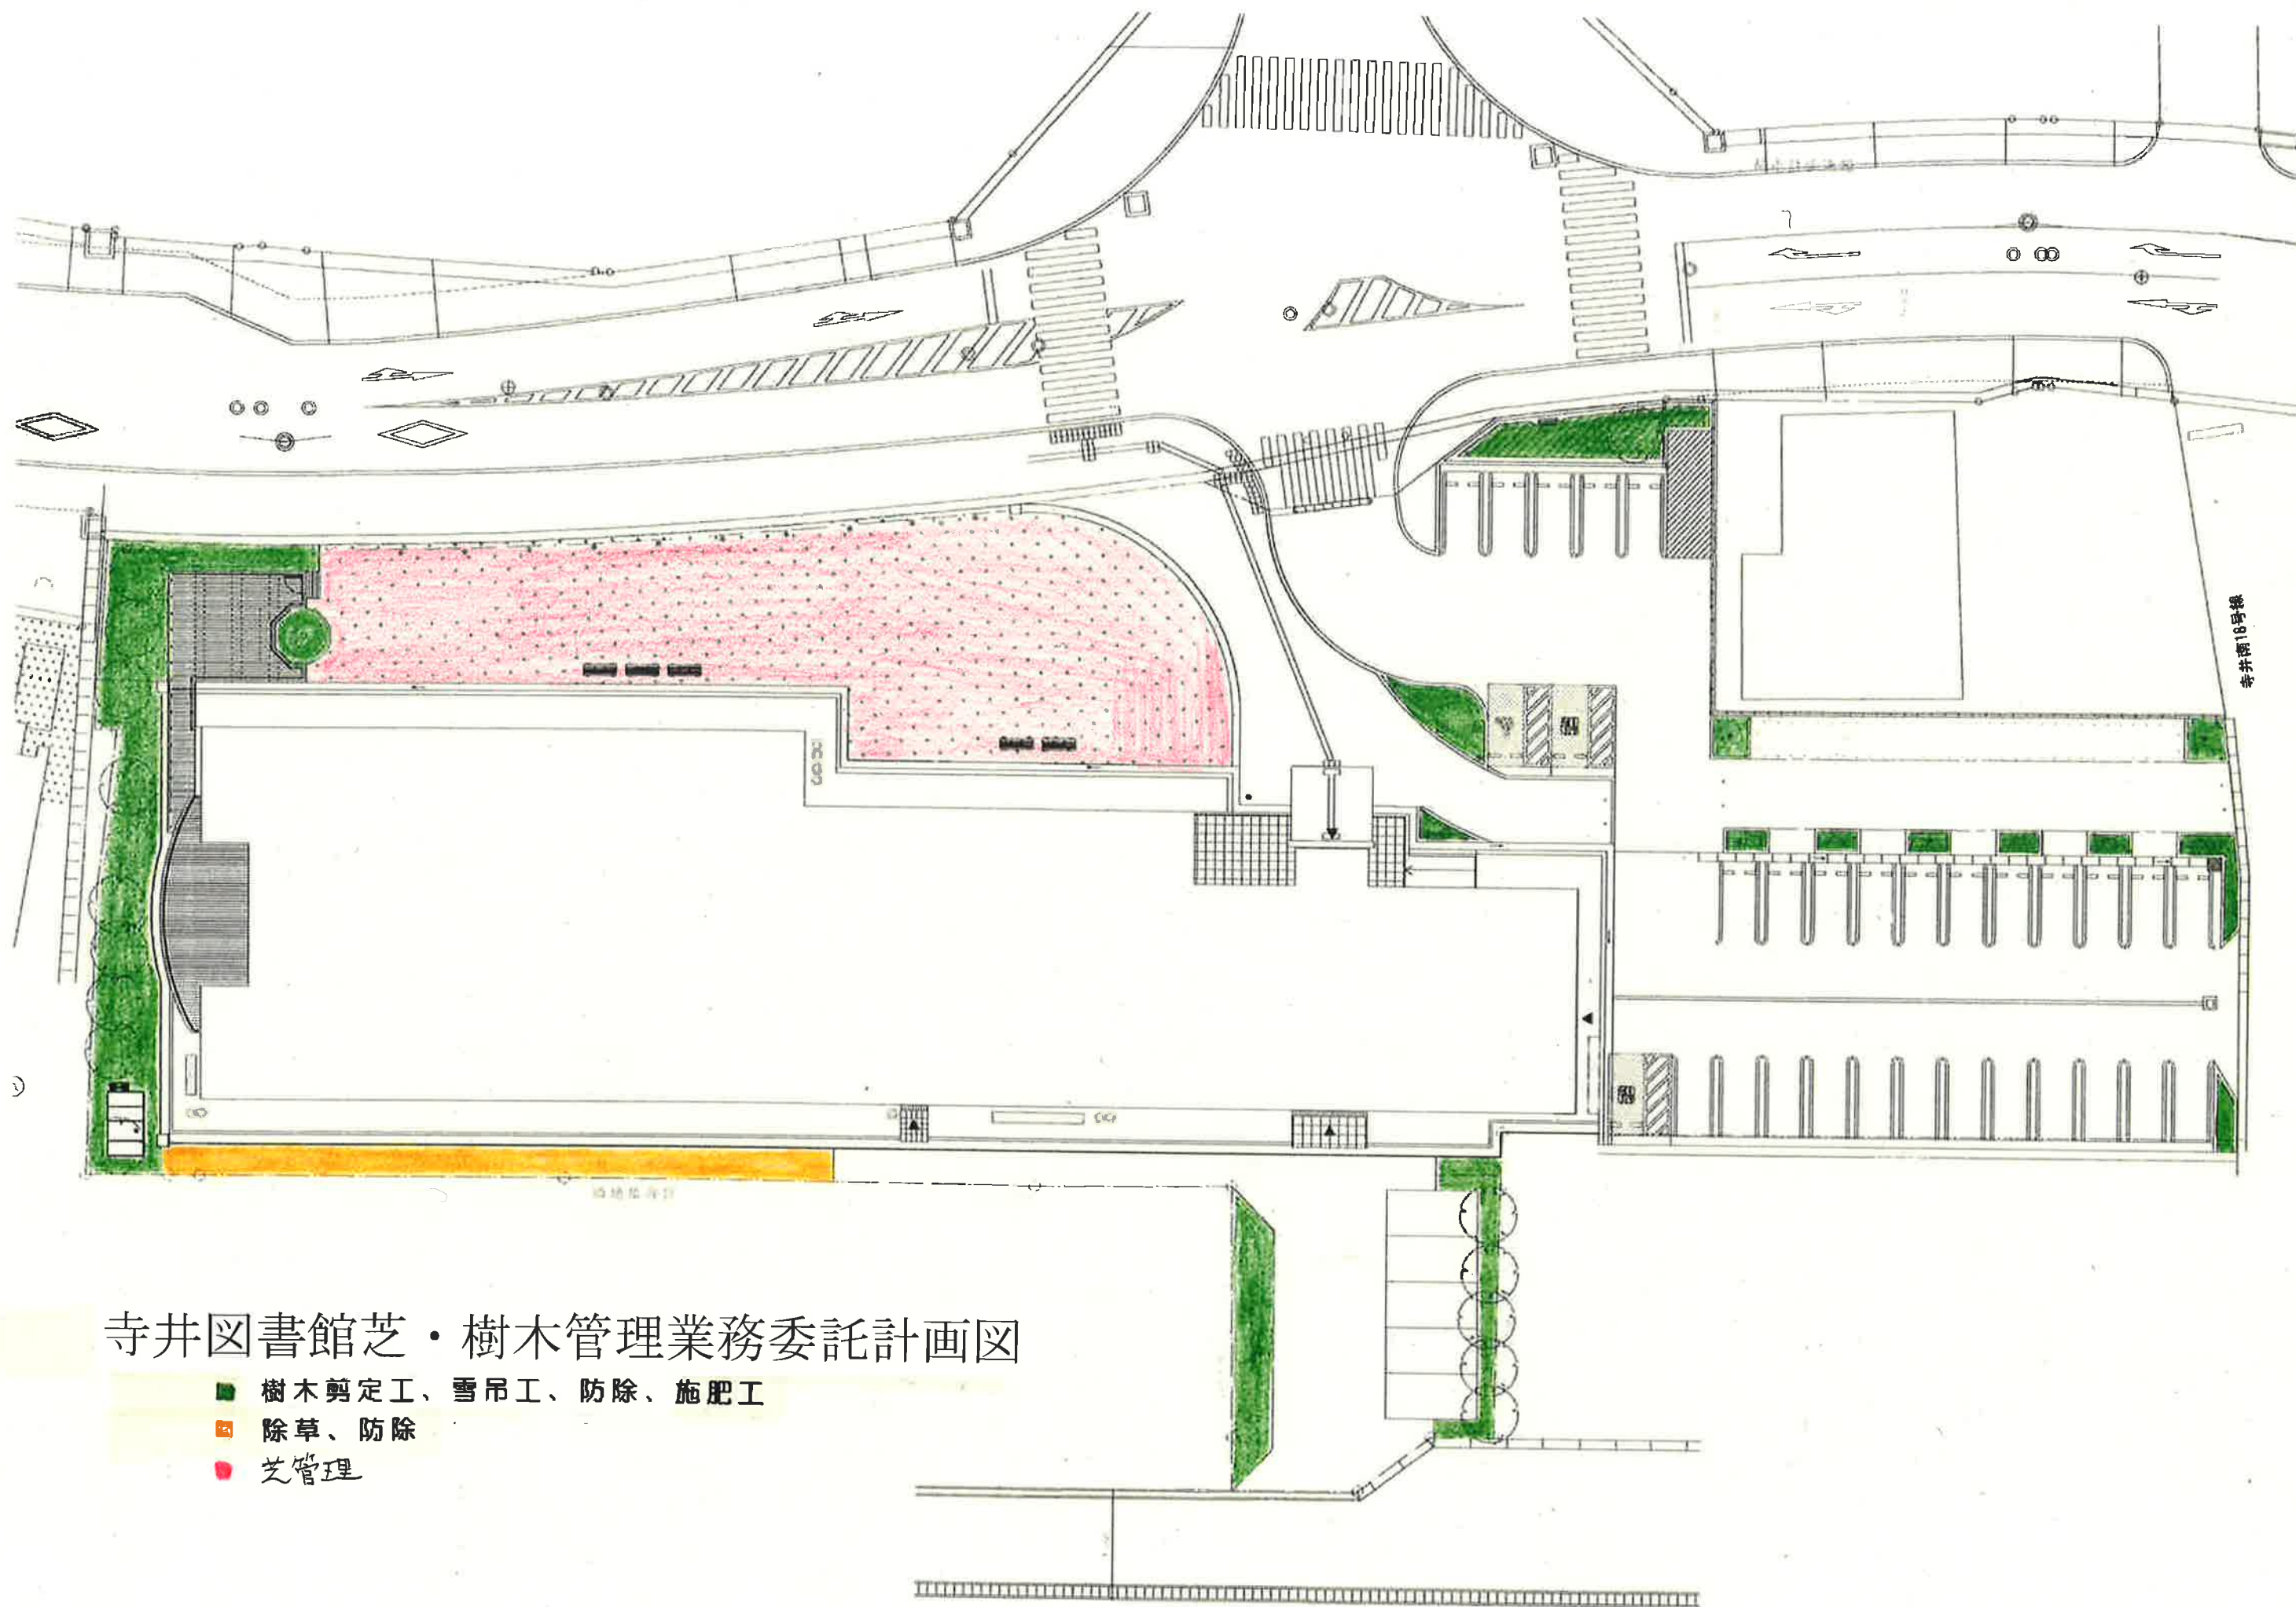 寺井南18号線
寺井図書館芝・樹木管理業務委託計画図
樹木剪定工、雪吊工、防除、施肥工
除草、防除
芝管理